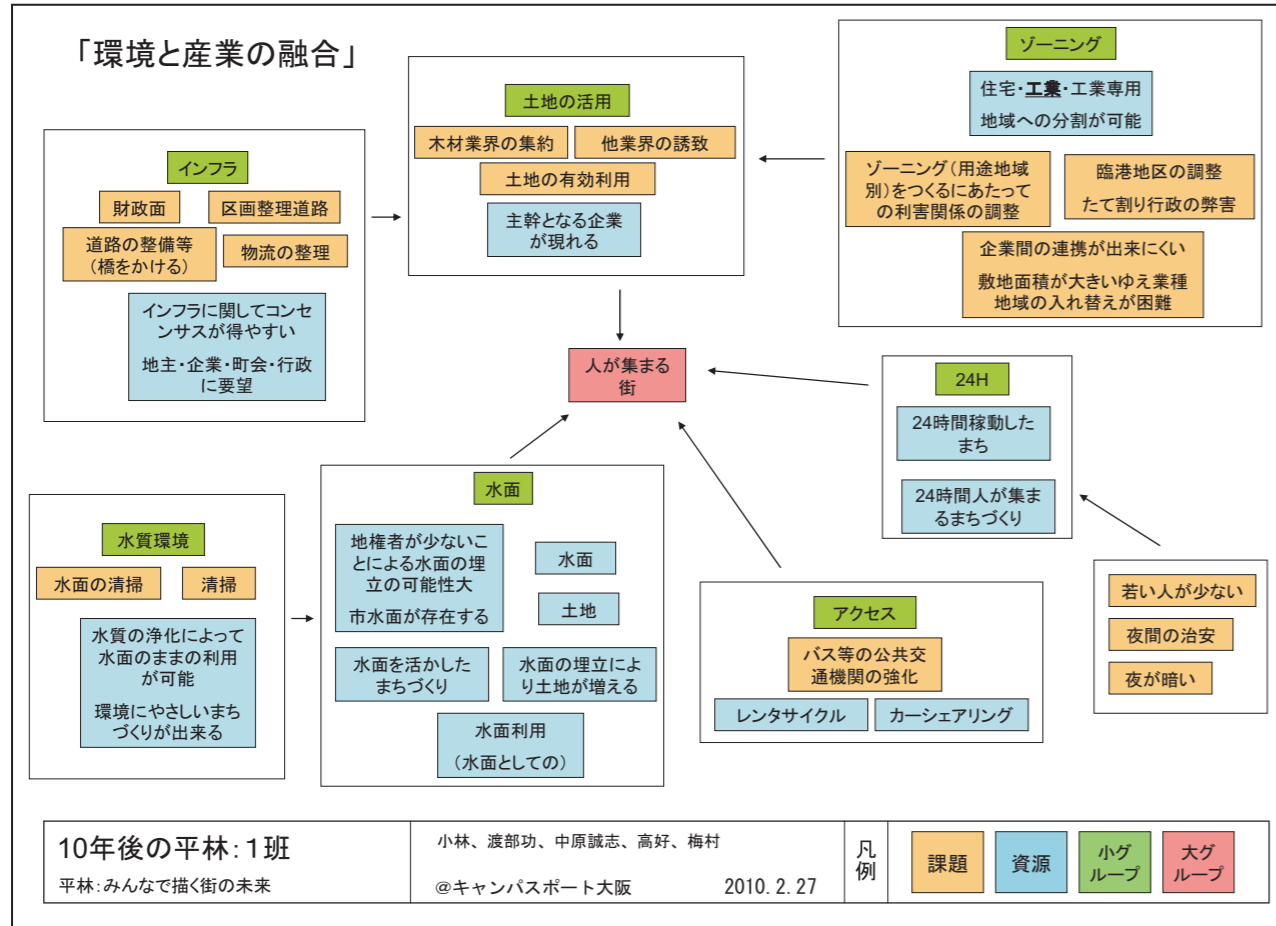 「環境と産業の融合」
インフラ
財政面
区画整理道路
道路の整備等
(橋をかける)
物流の整理
インフラに関してコンセ
ンサスが得やすい
地主・企業・町会・行政
に要望
土地の活用
木材業界の集約
他業界の誘致
土地の有効利用
主幹となる企業
が現れる
ゾーニング
住宅・工業・工業専用
地域への分割が可能
ゾーニング(用途地域
別)をつくるにあたって
の利害関係の調整
臨港地区の調整
たて割り行政の弊害
企業間の連携が出来にくい
敷地面積が大きいゆえ業種
地域の入れ替えが困難
人が集まる
街
24H
24時間稼動した
まち
24時間人が集ま
るまちづくり
水質環境
水面の清掃
清掃
水質の浄化によって
水面のままの利用
が可能
環境にやさしいまち
づくりが出来る
水面
地権者が少ないこ
とによる水面の埋
立の可能性大
市水面が存在する
水面
土地
水面を活かした
まちづくり
水面の埋立によ
り土地が増える
水面利用
(水面としての)
アクセス
バス等の公共交
通機関の強化
レンタサイクル
カーシェアリング
若い人が少ない
夜間の治安
夜が暗い
10年後の平林:1班
平林:みんなで描く街の未来
小林、渡部功、中原誠志、高好、梅村
@キャンパスポート大阪 2010.2.27
凡
例
課題
資源
小グ
ループ
大グ
ループ